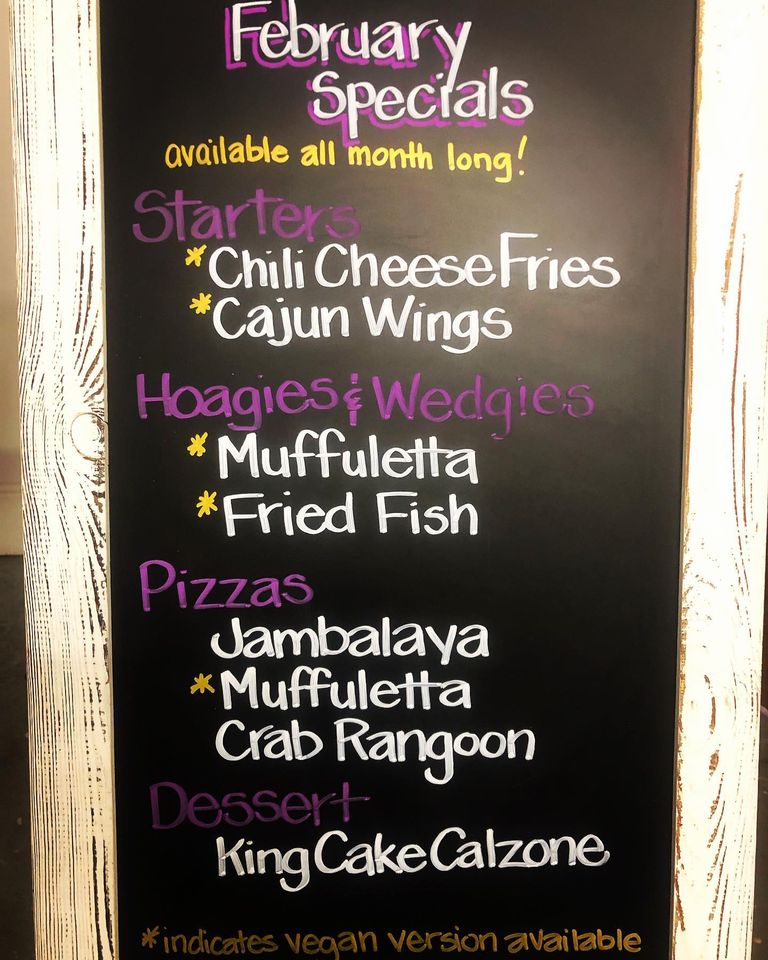 February
Specials
available all month long!
Starters
*Chili Cheese Fries
*Cajun Wings
Hoagies & Wedgies
*Muffuletta
*Fried Fish
Pizzas
Jambalaya
*Muffuletta
Crab Rangoon
Dessert
King Cake Calzone
*indicates vegan version available